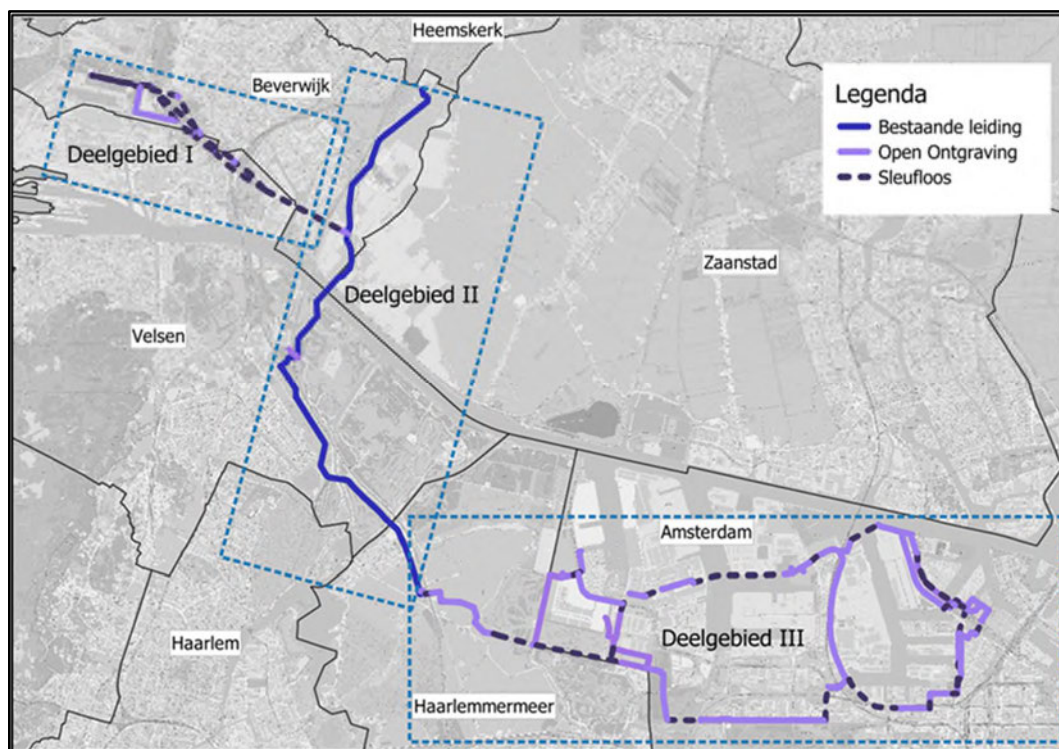 Heemskerk
Beverwijk
Legenda
Bestaande leiding
Open Ontgraving
Sleufloos
Deelgebied I
Zaanstad
Deelgebied II
Velsen
Amsterdam
Haarlem
Deelgebied III
Haarlemmermeer